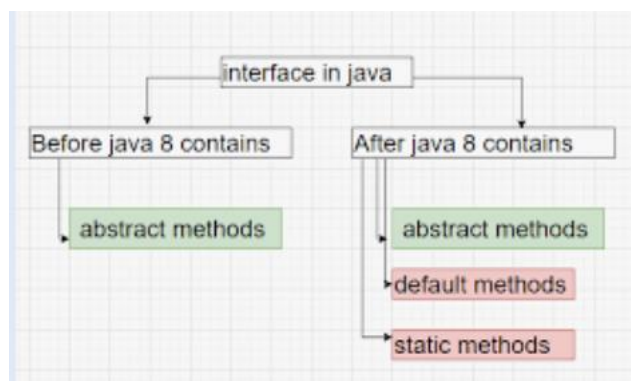 interface in java
Before java 8 contains
After java 8 contains
abstract methods
abstract methods
default methods
static methods